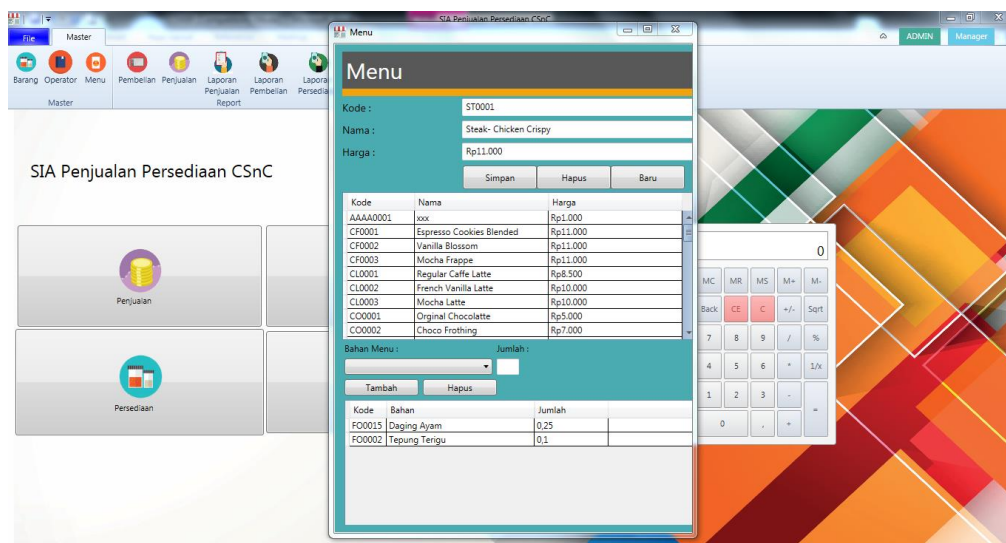 SIA Penjualan Persediaan CSnC
File Master
ADMIN Manager
Barang Operator Menu Pembelian Penjualan Laporan Penjualan Laporan Pembelian Laporan
Master Report
SIA Penjualan Persediaan CSnC
Penjualan
Persediaan
Menu
Menu
Kode : ST0001
Nama : Steak- Chicken Crispy
Harga : Rp11.000
Simpan Hapus Baru
Kode Nama Harga
AAAA0001 xxx Rp1.000
CF0001 Espresso Cookies Blended Rp11.000
CF0002 Vanilla Blossom Rp11.000
CF0003 Mocha Frappe Rp11.000
CL0001 Regular Caffe Latte Rp8.500
CL0002 French Vanilla Latte Rp10.000
CL0003 Mocha Latte Rp10.000
CO0001 Orginal Chocolatte Rp5.000
CO0002 Choco Frothing Rp7.000
Bahan Menu : Jumlah :
Tambah Hapus
Kode Bahan Jumlah
FO0015 Daging Ayam 0,25
FO0002 Tepung Terigu 0,1
0
MC MR MS M+ M-
Back CE C +/- Sqrt
7 8 9 / %
4 5 6 * 1/x
1 2 3 - =
0 , +